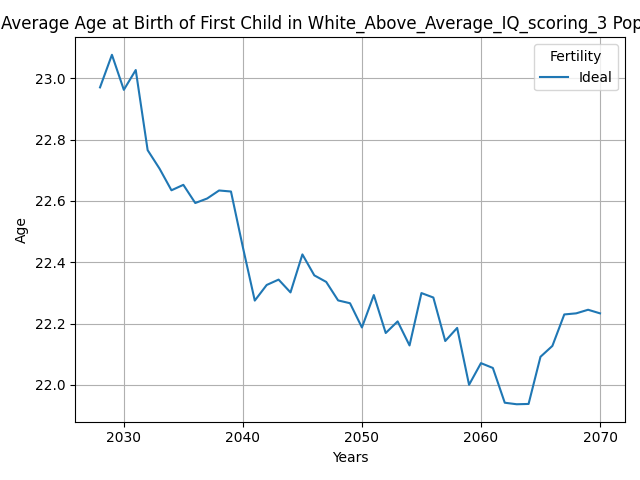 Average Age at Birth of First Child in White_Above_Average_IQ_scoring_3 Pop
Fertility
Ideal
23.0
22.8
22.6
22.4
22.2
22.0
Age
2030 2040 2050 2060 2070
Years